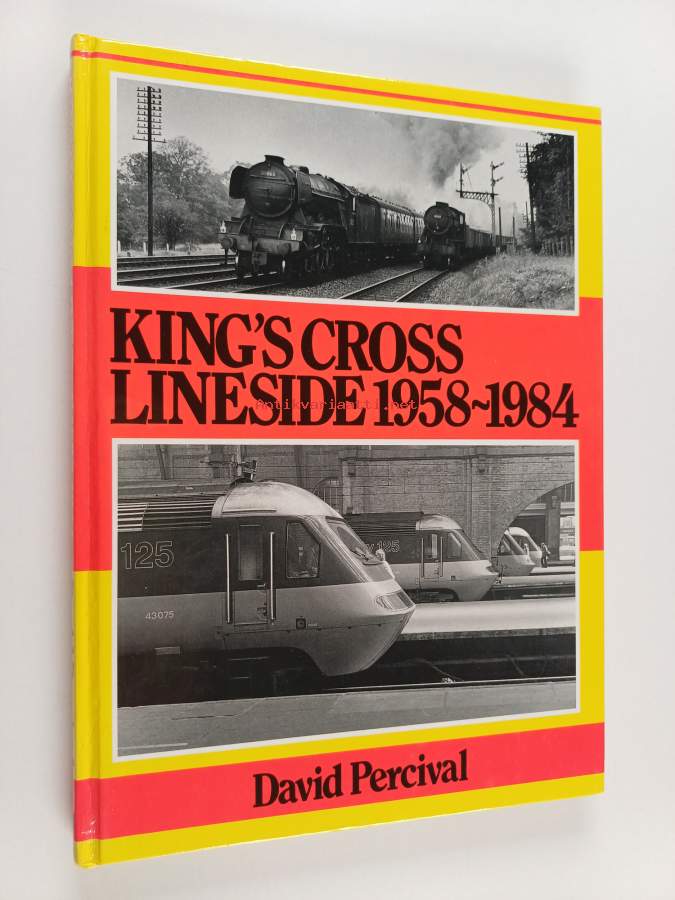 KING'S CROSS
LINESIDE 1958~1984
Antikvariaatti.net
125
125
43075
David Percival